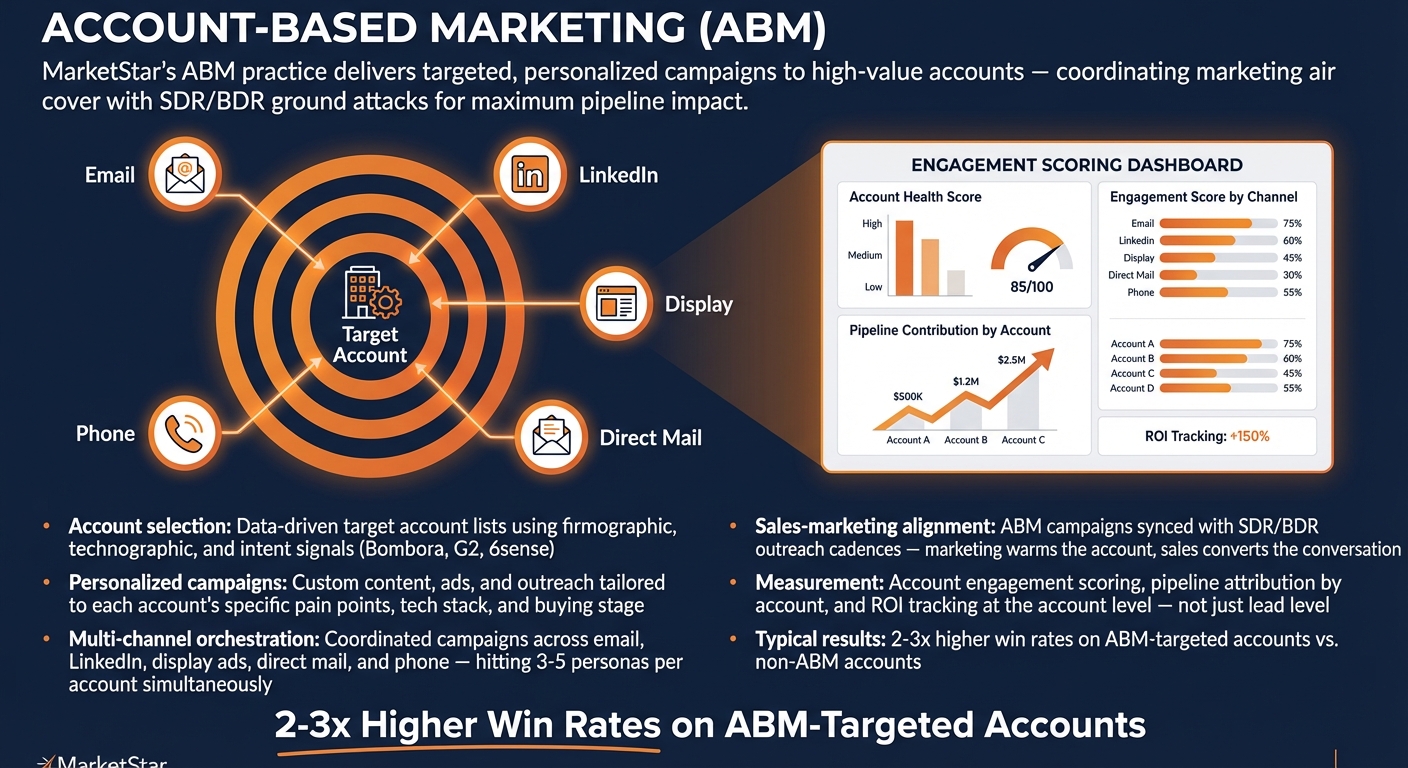 ACCOUNT-BASED MARKETING (ABM)
MarketStar's ABM practice delivers targeted, personalized campaigns to high-value accounts — coordinating marketing air
cover with SDR/BDR ground attacks for maximum pipeline impact.
Email
LinkedIn
in
Display
Target
Account
Phone
Direct Mail
ENGAGEMENT SCORING DASHBOARD
Account Health Score
High
Medium
Low
85/100
Engagement Score by Channel
Email 75%
Linkedin 60%
Display 45%
Direct Mail 30%
Phone 55%
Account A 75%
Account B 60%
Account C 45%
Account D 55%
Pipeline Contribution by Account
$500K
$1.2M
$2.5M
Account A Account B Account C
ROI Tracking: +150%
• Account selection: Data-driven target account lists using firmographic,
technographic, and intent signals (Bombora, G2, 6sense)
• Personalized campaigns: Custom content, ads, and outreach tailored
to each account's specific pain points, tech stack, and buying stage
• Multi-channel orchestration: Coordinated campaigns across email,
LinkedIn, display ads, direct mail, and phone — hitting 3-5 personas per
account simultaneously
• Sales-marketing alignment: ABM campaigns synced with SDR/BDR
outreach cadences — marketing warms the account, sales converts the conversation
• Measurement: Account engagement scoring, pipeline attribution by
account, and ROI tracking at the account level — not just lead level
• Typical results: 2-3x higher win rates on ABM-targeted accounts vs.
non-ABM accounts
2-3x Higher Win Rates on ABM-Targeted Accounts
MarketStar